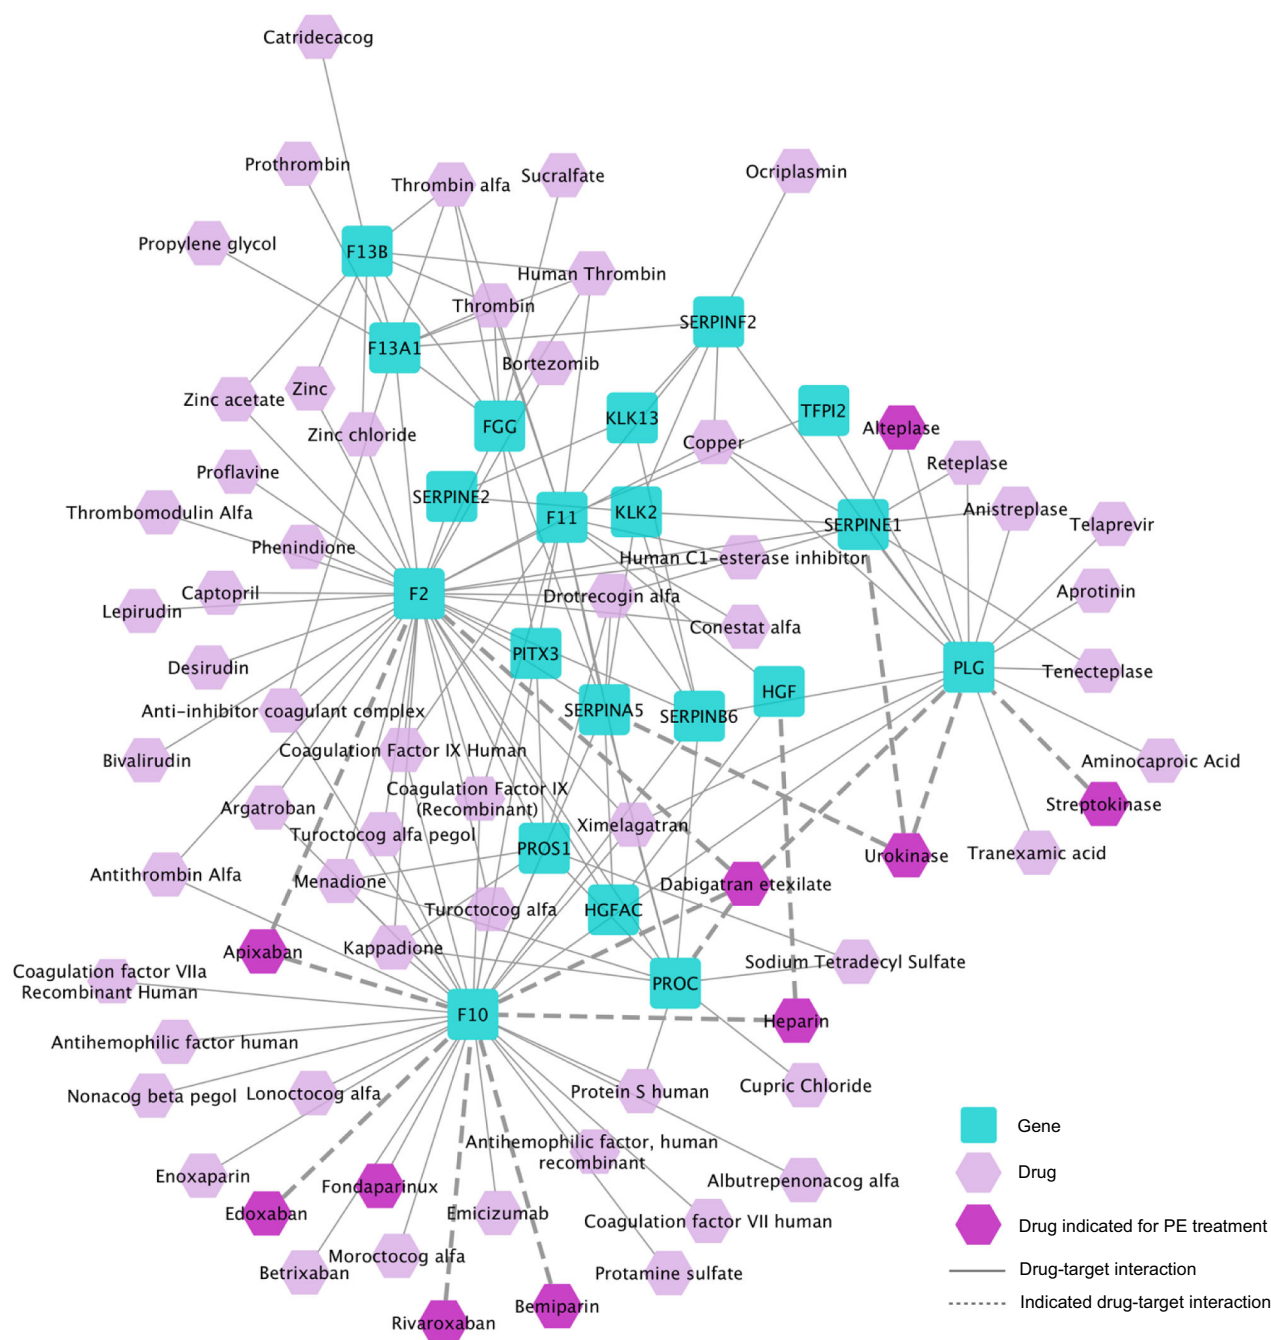 Catridecacog
Prothrombin
Thrombin alfa
Sucralfate
Ocriplasmin
Propylene glycol
F13B
Human Thrombin
Thrombin
SERPINF2
F13A1
Bortezomib
Zinc acetate
Zinc
Zinc chloride
FGG
KLK13
TFPI2
Copper
Alteplase
Reteplase
Proflavine
SERPINE2
Thrombomodulin Alfa
F11
KLK2
SERPINE1
Anistreplase
Telaprevir
Phenindione
Human C1-esterase inhibitor
Captopril
Lepirudin
F2
Drotrecogin alfa
Aprotinin
Conestat alfa
Desirudin
PITX3
PLG
Tenecteplase
HGF
Anti-inhibitor coagulant complex
SERPINA5
SERPINB6
Bivalirudin
Coagulation Factor IX Human
Aminocaproic Acid
Coagulation Factor IX
(Recombinant)
Argatroban
Streptokinase
Turoctocog alfa pegol
Ximelagatran
PROS1
Urokinase
Tranexamic acid
Antithrombin Alfa
Menadione
Dabigatran etexilate
Turoctocog alfa
HGFAC
Apixaban
Kappadione
Sodium Tetradecyl Sulfate
Coagulation factor VIIa
Recombinant Human
PROC
F10
Heparin
Antihemophilic factor human
Nonacog beta pegol
Lonoctocog alfa
Protein S human
Cupric Chloride
Gene
Antihemophilic factor, human
recombinant
Enoxaparin
Fondaparinux
Albutrepenonacog alfa
Drug
Edoxaban
Emicizumab
Coagulation factor VII human
Drug indicated for PE treatment
Betrixaban
Moroctocog alfa
Protamine sulfate
Drug-target interaction
Rivaroxaban
Bemiparin
Indicated drug-target interaction